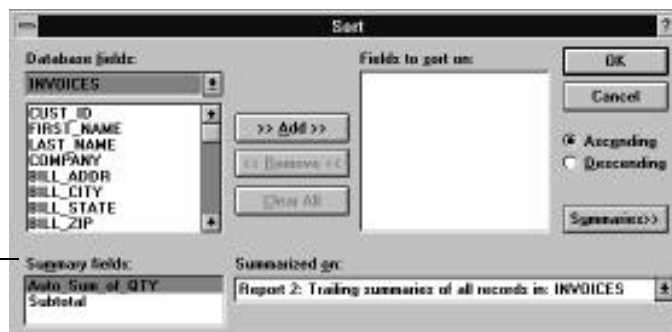 Sort
Database fields:
Fields to sort on:
OK
INVOICES
Cancel
CUST_ID
FIRST_NAME
LAST_NAME
COMPANY
BILL_ADDR
BILL_CITY
BILL_STATE
BILL_ZIP
>> Add >>
<< Remove <<
Clear All
Ascending
Descending
Summaries>>
Summary fields:
Summarized on:
Auto_Sum_of_QTY
Subtotal
Report 2: Trailing summaries of all records in: INVOICES